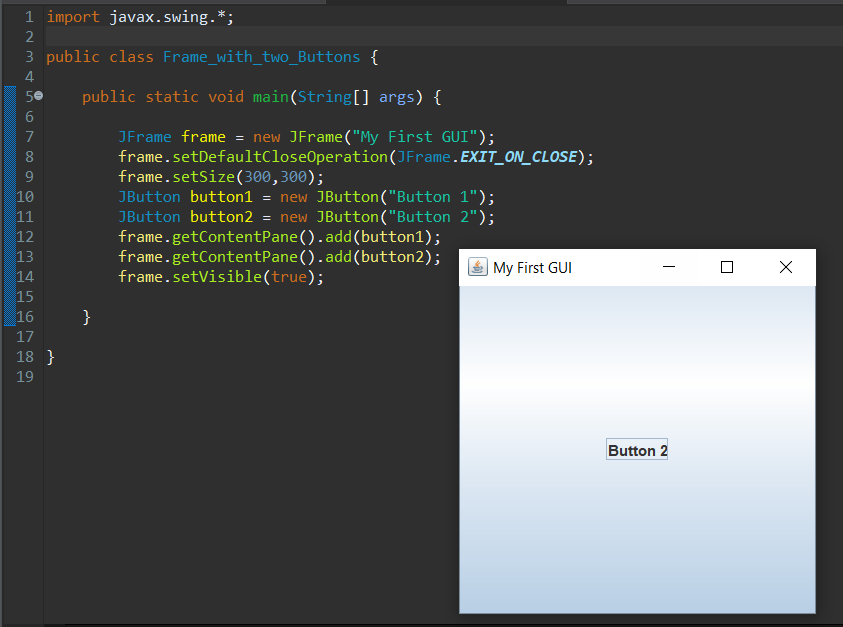 1 import javax.swing.*;
2
3 public class Frame_with_two_Buttons {
4
5 public static void main(String[] args) {
6
7 JFrame frame = new JFrame("My First GUI");
8 frame.setDefaultCloseOperation(JFrame.EXIT_ON_CLOSE);
9 frame.setSize(300,300);
10 JButton button1 = new JButton("Button 1");
11 JButton button2 = new JButton("Button 2");
12 frame.getContentPane().add(button1);
13 frame.getContentPane().add(button2);
14 frame.setVisible(true);
15
16 }
17
18 }
19
My First GUI
Button 2